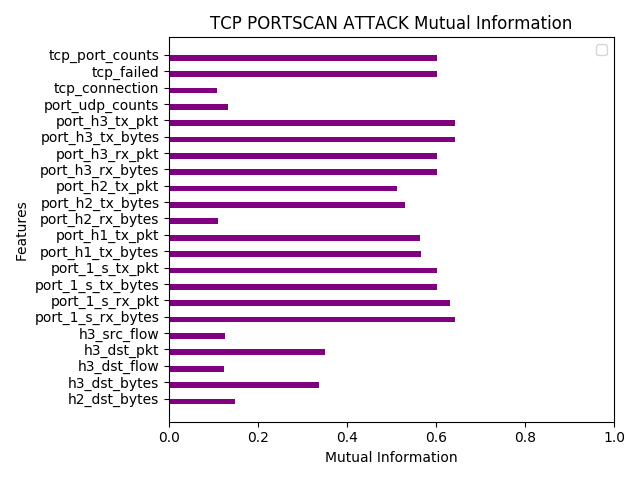 TCP PORTSCAN ATTACK Mutual Information
tcp_port_counts
tcp_failed
tcp_connection
port_udp_counts
port_h3_tx_pkt
port_h3_tx_bytes
port_h3_rx_pkt
port_h3_rx_bytes
port_h2_tx_pkt
port_h2_tx_bytes
port_h2_rx_bytes
port_h1_tx_pkt
port_h1_tx_bytes
port_1_s_tx_pkt
port_1_s_tx_bytes
port_1_s_rx_pkt
port_1_s_rx_bytes
h3_src_flow
h3_dst_pkt
h3_dst_flow
h3_dst_bytes
h2_dst_bytes
Features
0.0 0.2 0.4 0.6 0.8 1.0
Mutual Information